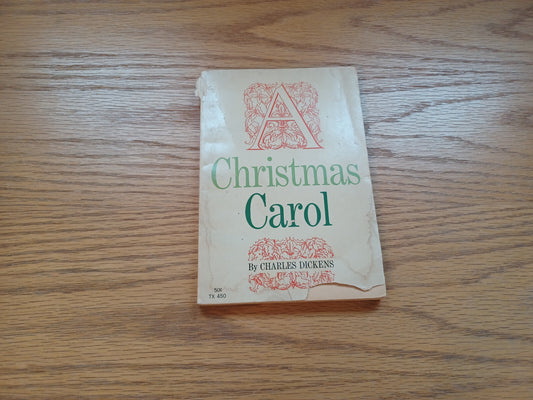 A
Christmas
Carol
By CHARLES DICKENS
50¢
TX 450